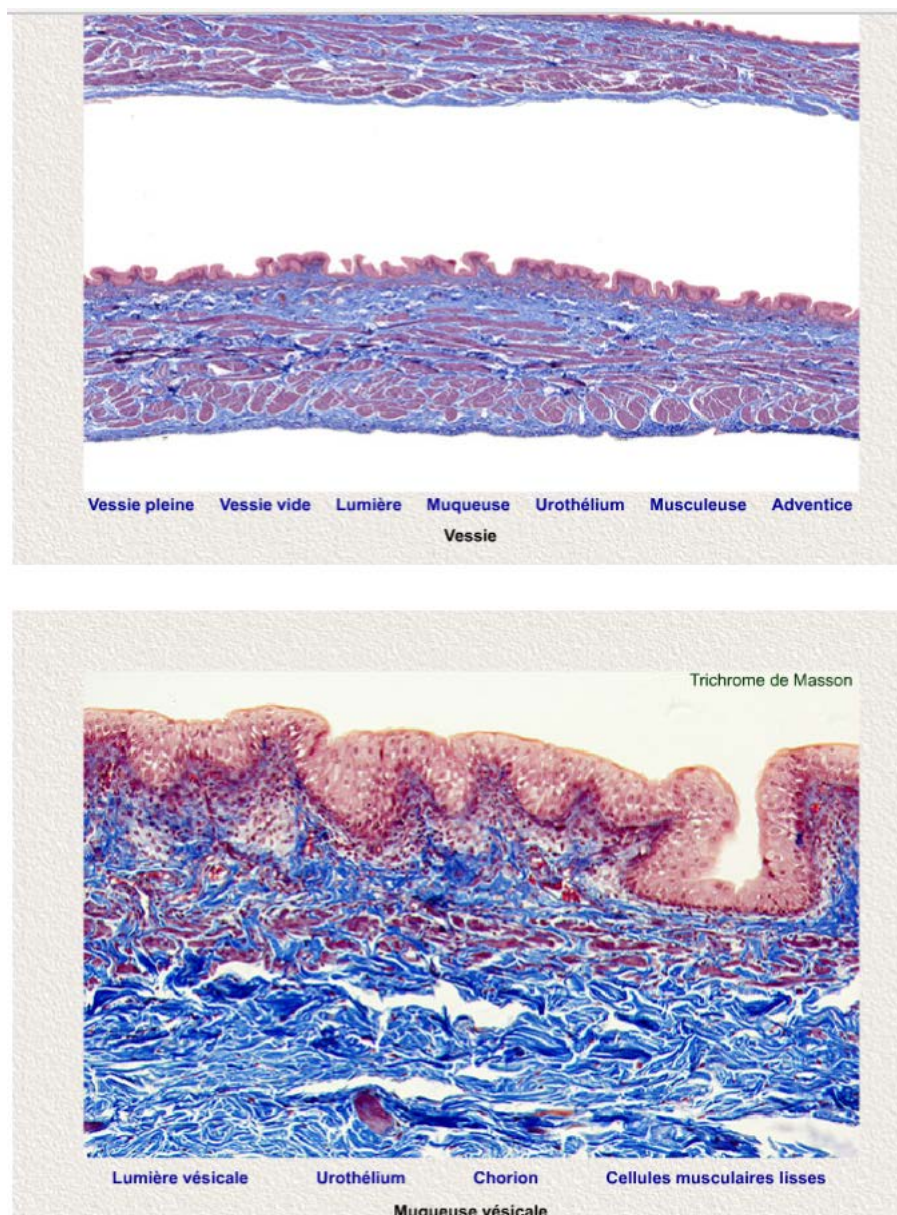 Vessie pleine Vessie vide Lumière Muqueuse Urothélium Musculeuse Adventice
Vessie
Trichrome de Masson
Lumière vésicale Urothélium Chorion Cellules musculaires lisses
Muqueuse vésicale